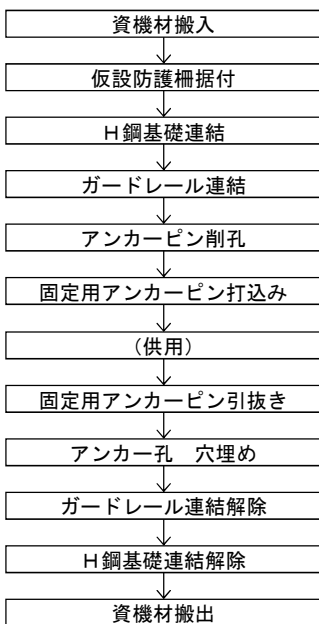 資機材搬入
仮設防護柵据付
Ｈ鋼基礎連結
ガードレール連結
アンカーピン削孔
固定用アンカーピン打込み
(供用)
固定用アンカーピン引抜き
アンカー孔　穴埋め
ガードレール連結解除
Ｈ鋼基礎連結解除
資機材搬出